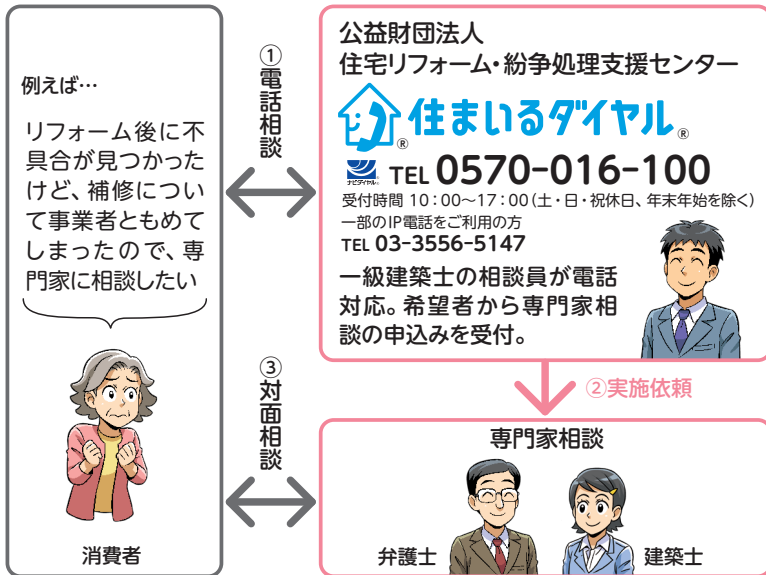 例えば…
リフォーム後に不
具合が見つかった
けど、補修につい
て事業者ともめて
しまったので、専
門家に相談したい
消費者
①電話相談
公益財団法人
住宅リフォーム・紛争処理支援センター
住まいるダイヤル®
®
ナビダイヤル®
TEL 0570-016-100
受付時間 10:00〜17:00(土・日・祝休日、年末年始を除く)
一部のIP電話をご利用の方
TEL 03-3556-5147
一級建築士の相談員が電話
対応。希望者から専門家相
談の申込みを受付。
②実施依頼
③対面相談
専門家相談
弁護士
建築士